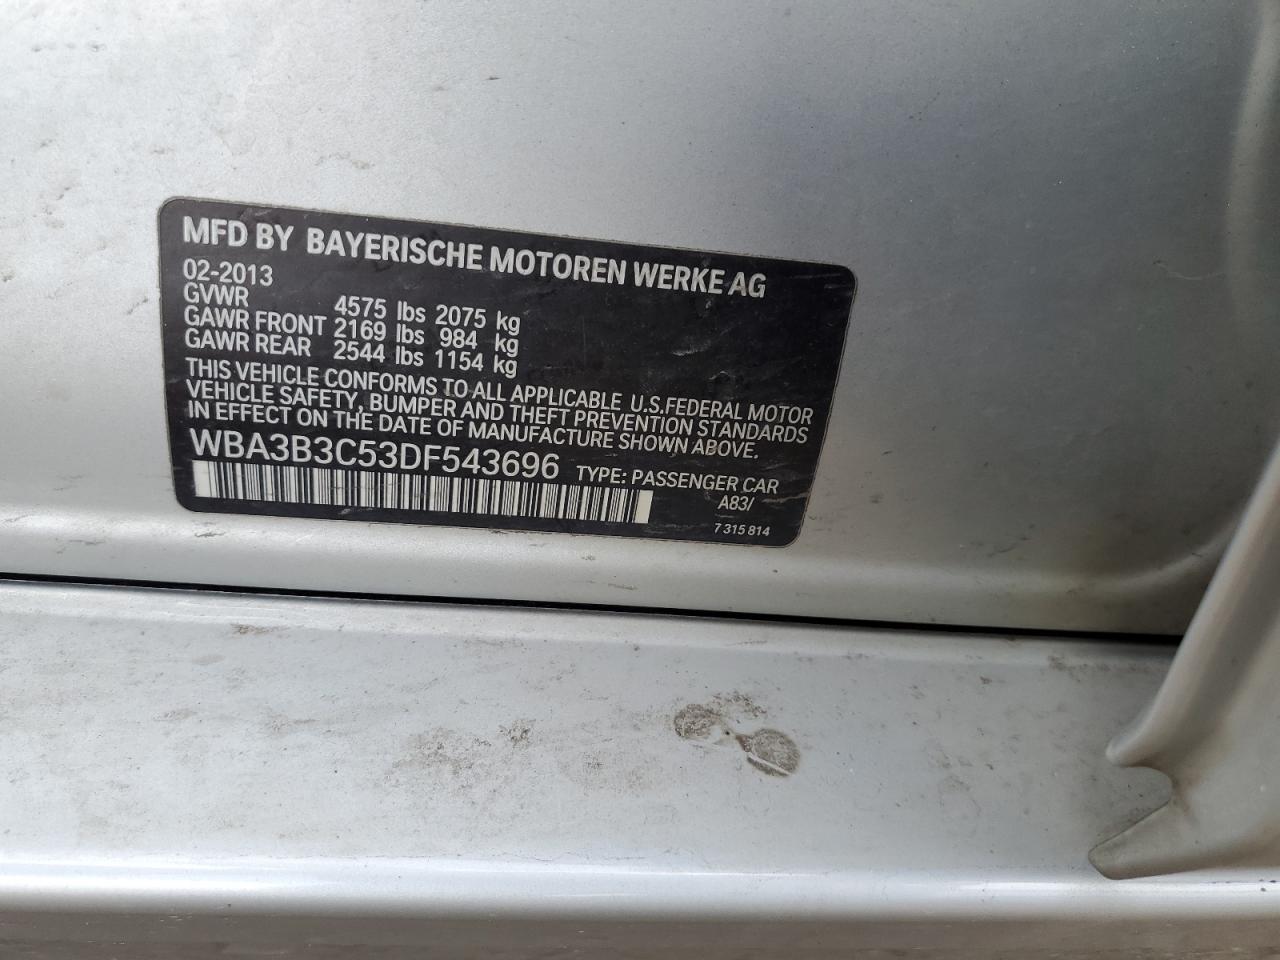 MFD BY BAYERISCHE MOTOREN WERKE AG
02-2013
GVWR 4575 lbs 2075 kg
GAWR FRONT 2169 lbs 984 kg
GAWR REAR 2544 lbs 1154 kg
THIS VEHICLE CONFORMS TO ALL APPLICABLE U.S.FEDERAL MOTOR
VEHICLE SAFETY, BUMPER AND THEFT PREVENTION STANDARDS
IN EFFECT ON THE DATE OF MANUFACTURE SHOWN ABOVE.
WBA3B3C53DF543696 TYPE: PASSENGER CAR
A83/
7 315 814